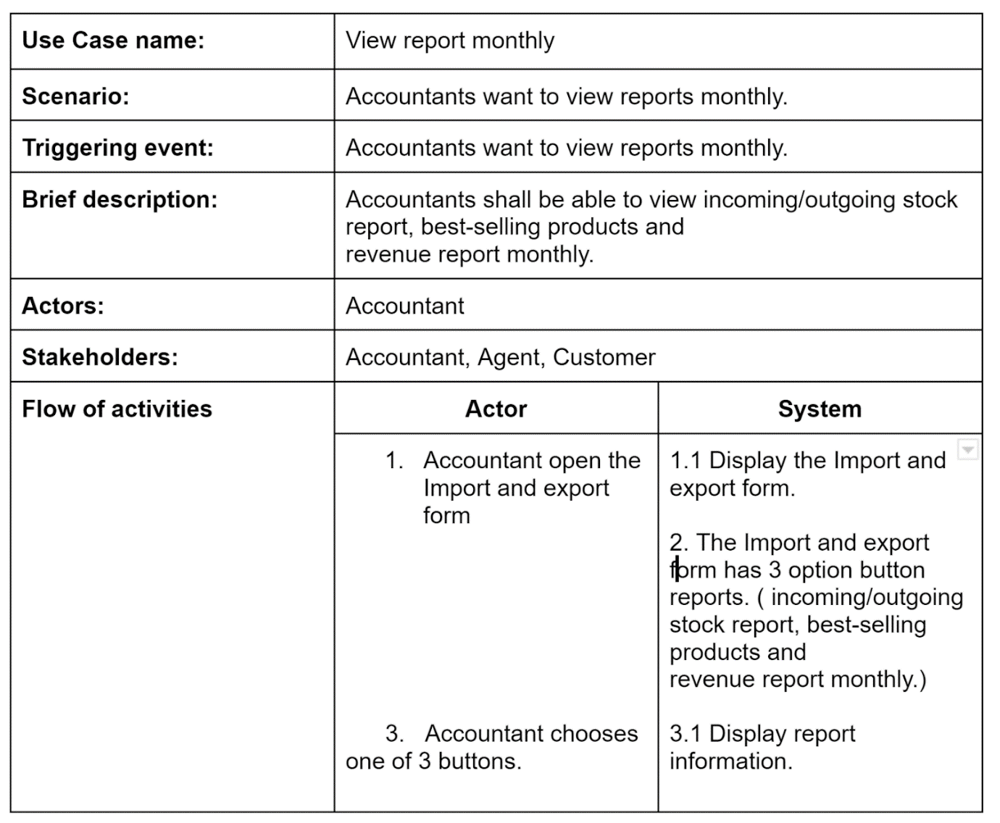 Use Case name:
View report monthly
Scenario:
Accountants want to view reports monthly.
Triggering event:
Accountants want to view reports monthly.
Brief description:
Accountants shall be able to view incoming/outgoing stock
report, best-selling products and
revenue report monthly.
Actors:
Accountant
Stakeholders:
Accountant, Agent, Customer
Flow of activities
Actor
System
1. Accountant open the
Import and export
form
1.1 Display the Import and
export form.
2. The Import and export
form has 3 option button
reports. ( incoming/outgoing
stock report, best-selling
products and
revenue report monthly.)
3. Accountant chooses
one of 3 buttons.
3.1 Display report
information.